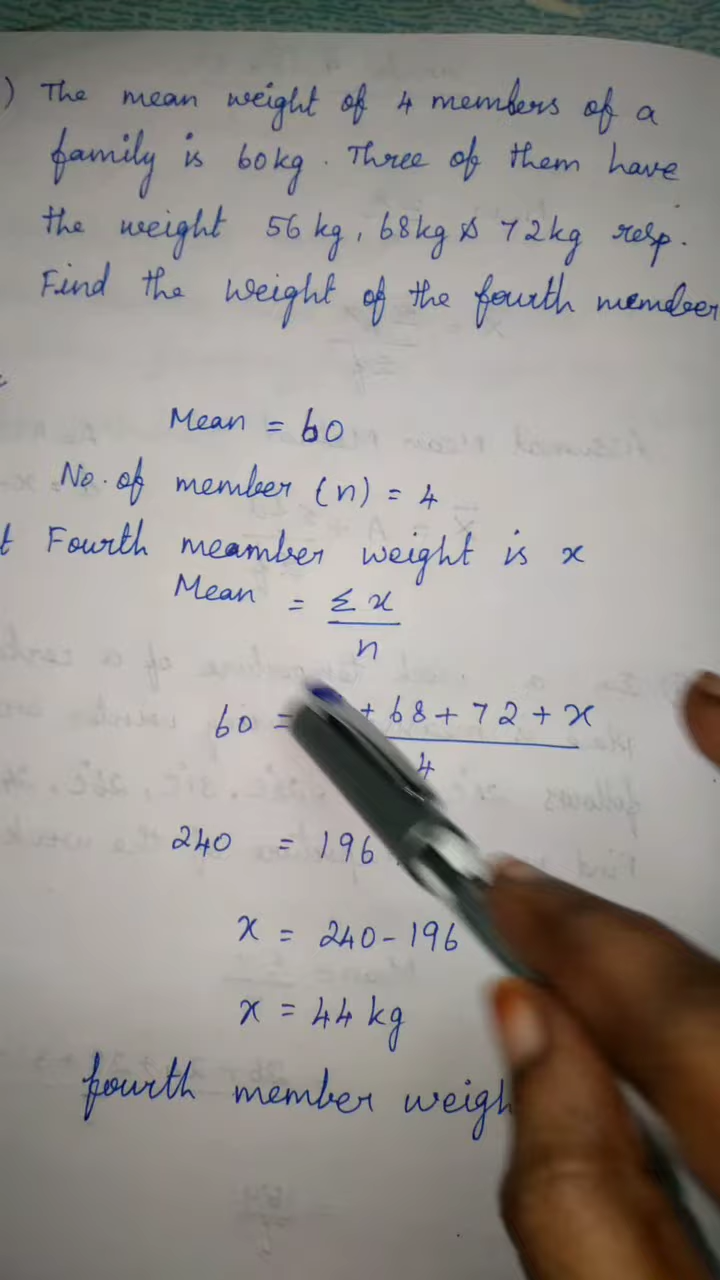 ) The mean weight of 4 members of a
family is 60kg. Three of them have
the weight 56 kg, 68kg & 72kg resp.
Find the weight of the fourth member
Mean = 60
No. of member (n) = 4
t Fourth meamber weight is x
Mean = Σx
n
60 = + 68 + 72 + x
4
240 = 196
x = 240 - 196
x = 44 kg
fourth member weigh